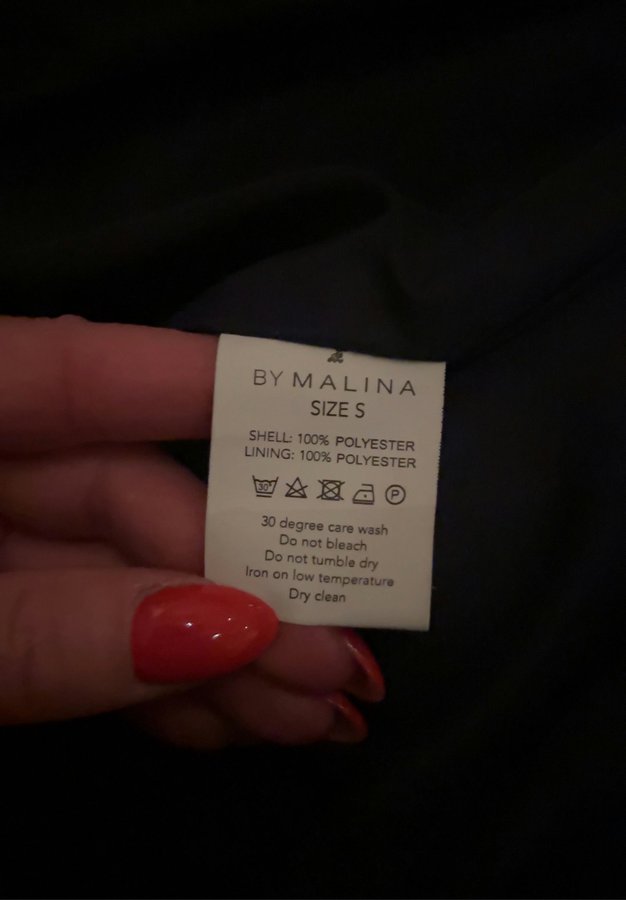 BY MALINA
SIZE S
SHELL: 100% POLYESTER
LINING: 100% POLYESTER
30° P
30 degree care wash
Do not bleach
Do not tumble dry
Iron on low temperature
Dry clean